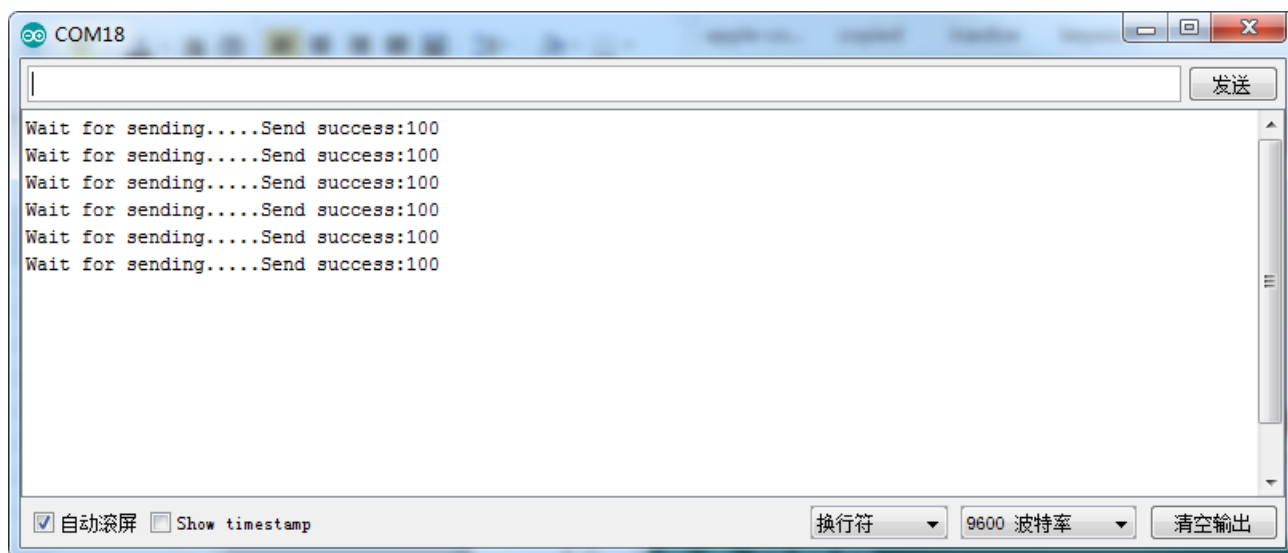 COM18
发送
Wait for sending.....Send success:100
Wait for sending.....Send success:100
Wait for sending.....Send success:100
Wait for sending.....Send success:100
Wait for sending.....Send success:100
Wait for sending.....Send success:100
自动滚屏 Show timestamp 换行符 9600 波特率 清空输出